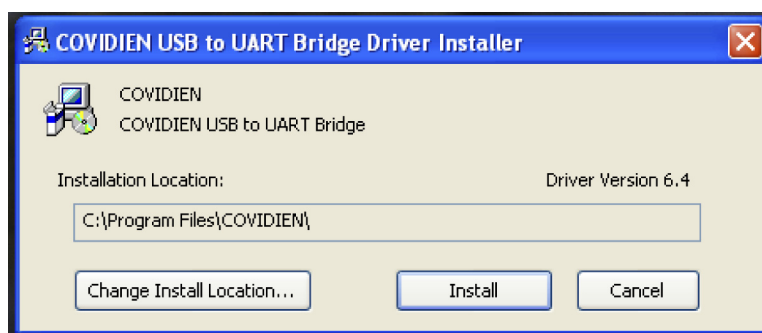 COVIDIEN USB to UART Bridge Driver Installer
COVIDIEN
COVIDIEN USB to UART Bridge
Installation Location:
Driver Version 6.4
C:\Program Files\COVIDIEN\
Change Install Location...
Install
Cancel